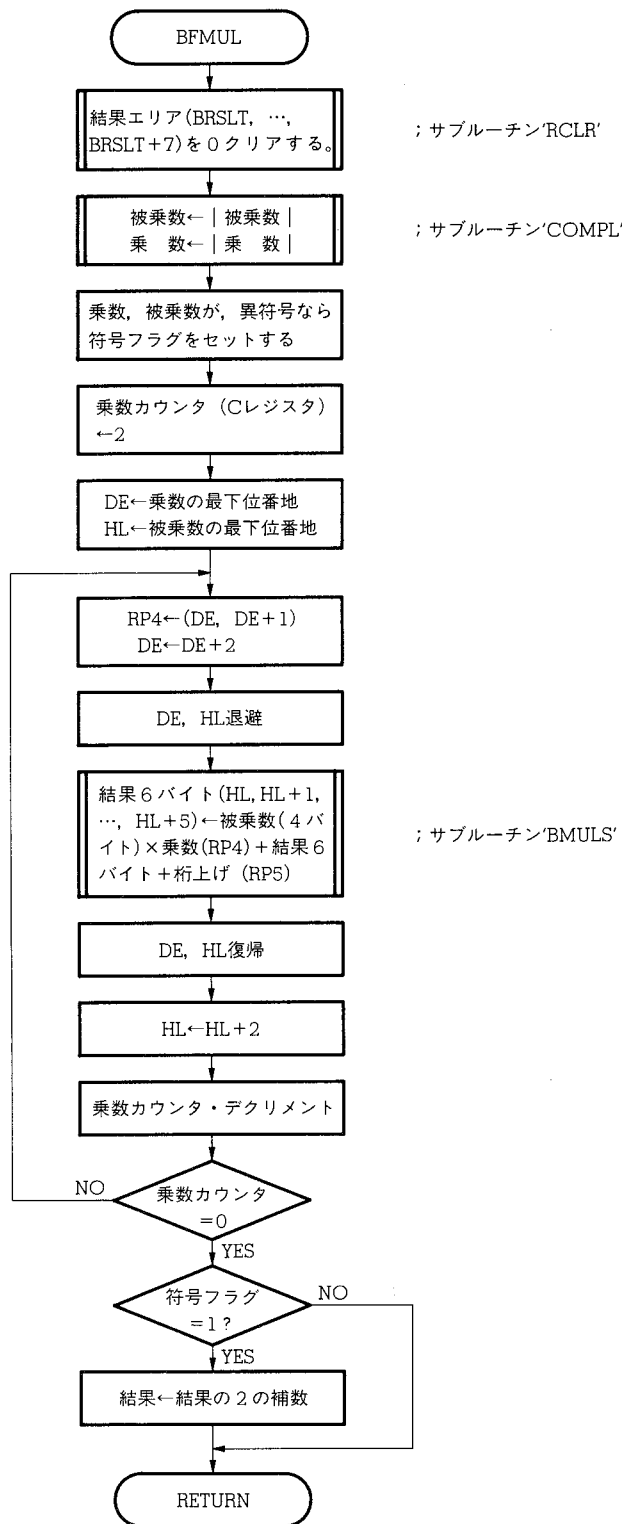 BFMUL
結果エリア(BRSLT, …,
BRSLT+7)を0クリアする。
;サブルーチン'RCLR'
被乗数←|被乗数|
乗　数←|乗　数|
;サブルーチン'COMPL'
乗数，被乗数が，異符号なら
符号フラグをセットする
乗数カウンタ（Cレジスタ）
←2
DE←乗数の最下位番地
HL←被乗数の最下位番地
RP4←(DE, DE+1)
DE←DE+2
DE, HL退避
結果6バイト(HL, HL+1,
…, HL+5)←被乗数(4バ
イト)×乗数(RP4)+結果6
バイト+桁上げ (RP5)
;サブルーチン'BMULS'
DE, HL復帰
HL←HL+2
乗数カウンタ・デクリメント
NO
乗数カウンタ
=0
YES
符号フラグ
=1?
NO
YES
結果←結果の2の補数
RETURN